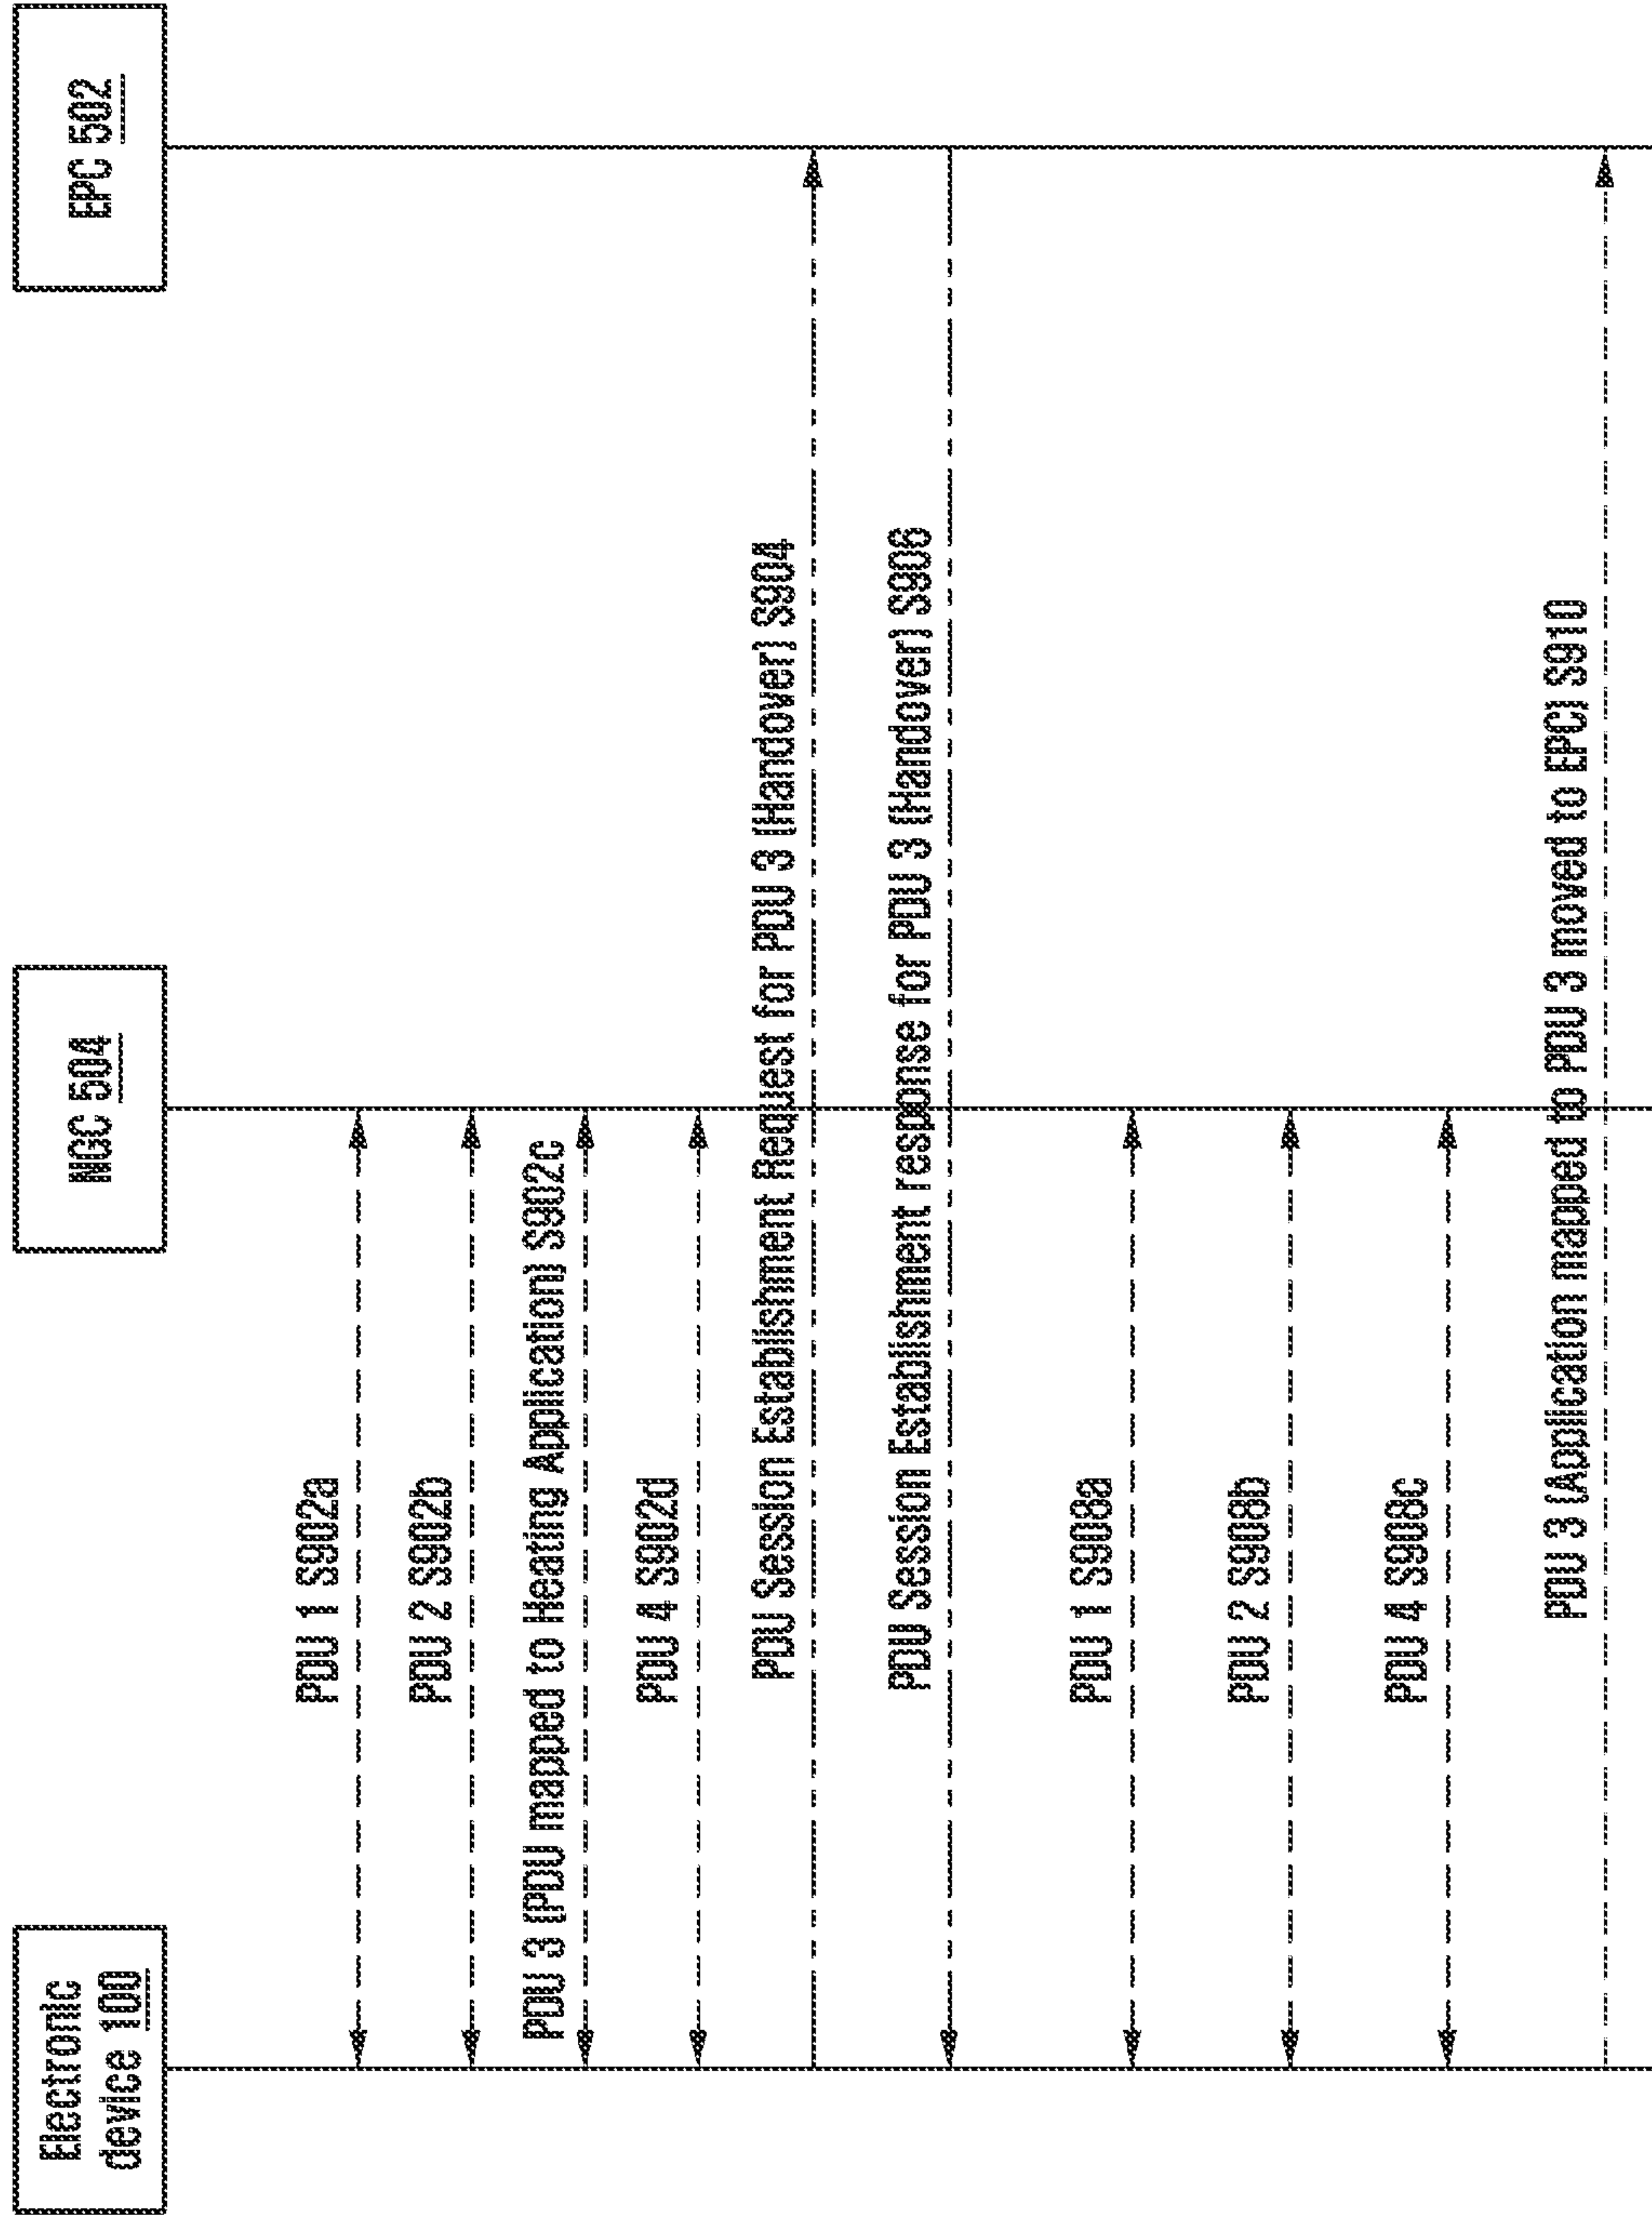 Electronic
device 100
NGC 504
EPC 502
PDU 1 S902a
PDU 2 S902b
PDU 3 (PDU mapped to Heating Application) S902c
PDU 4 S902d
PDU Session Establishment Request for PDU 3 (Handover) S904
PDU Session Establishment response for PDU 3 (Handover) S906
PDU 1 S908a
PDU 2 S908b
PDU 4 S908c
PDU 3 (Application mapped to PDU 3 moved to EPC) S910